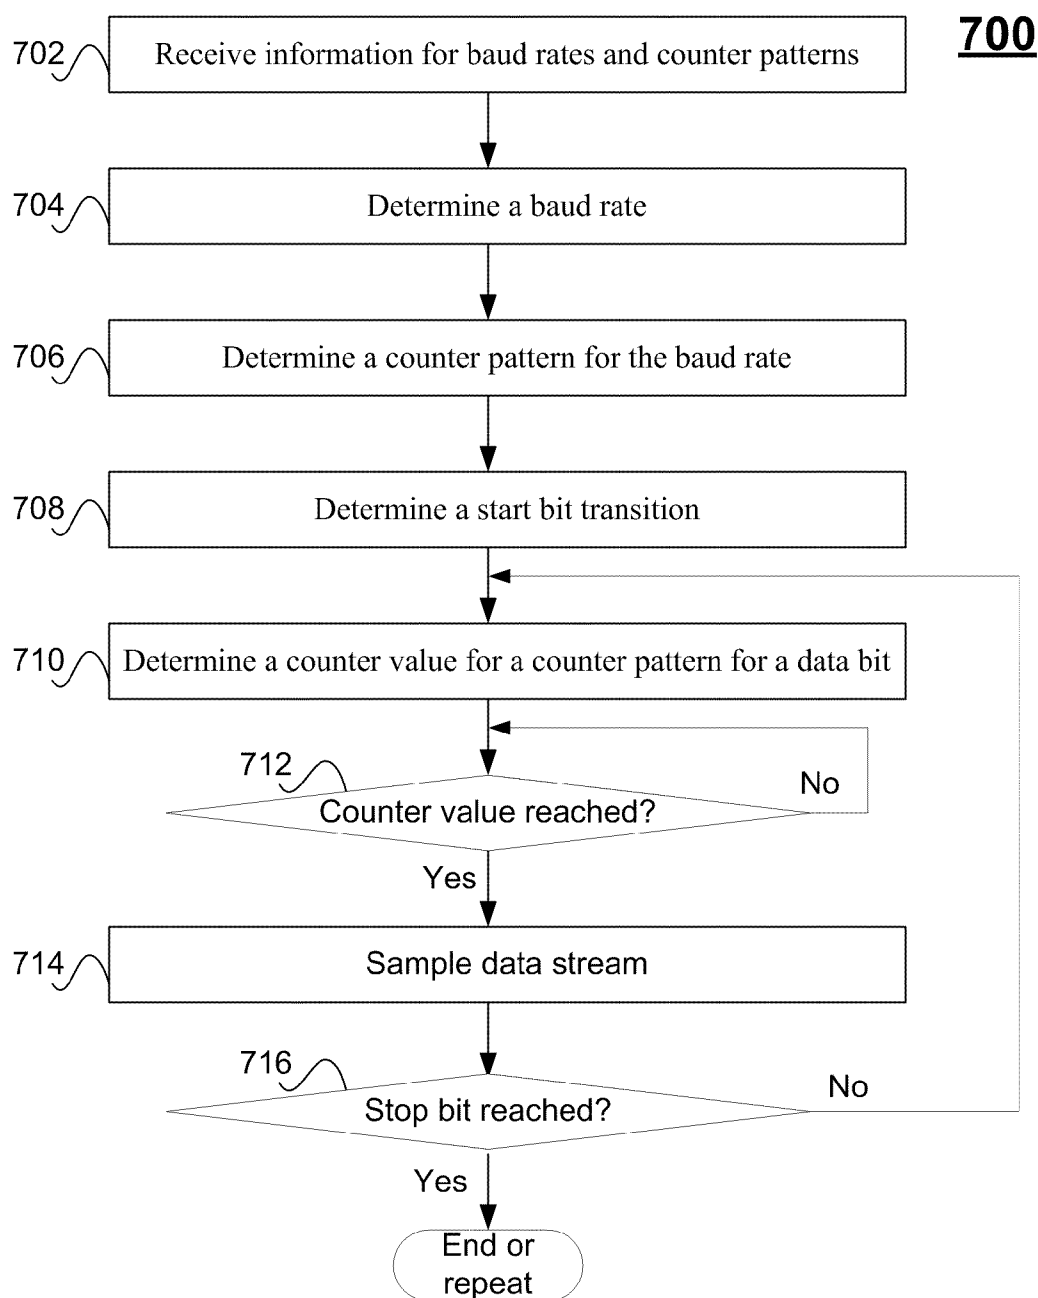 700
702
Receive information for baud rates and counter patterns
704
Determine a baud rate
706
Determine a counter pattern for the baud rate
708
Determine a start bit transition
710
Determine a counter value for a counter pattern for a data bit
712
Counter value reached?
No
Yes
714
Sample data stream
716
Stop bit reached?
No
Yes
End or
repeat